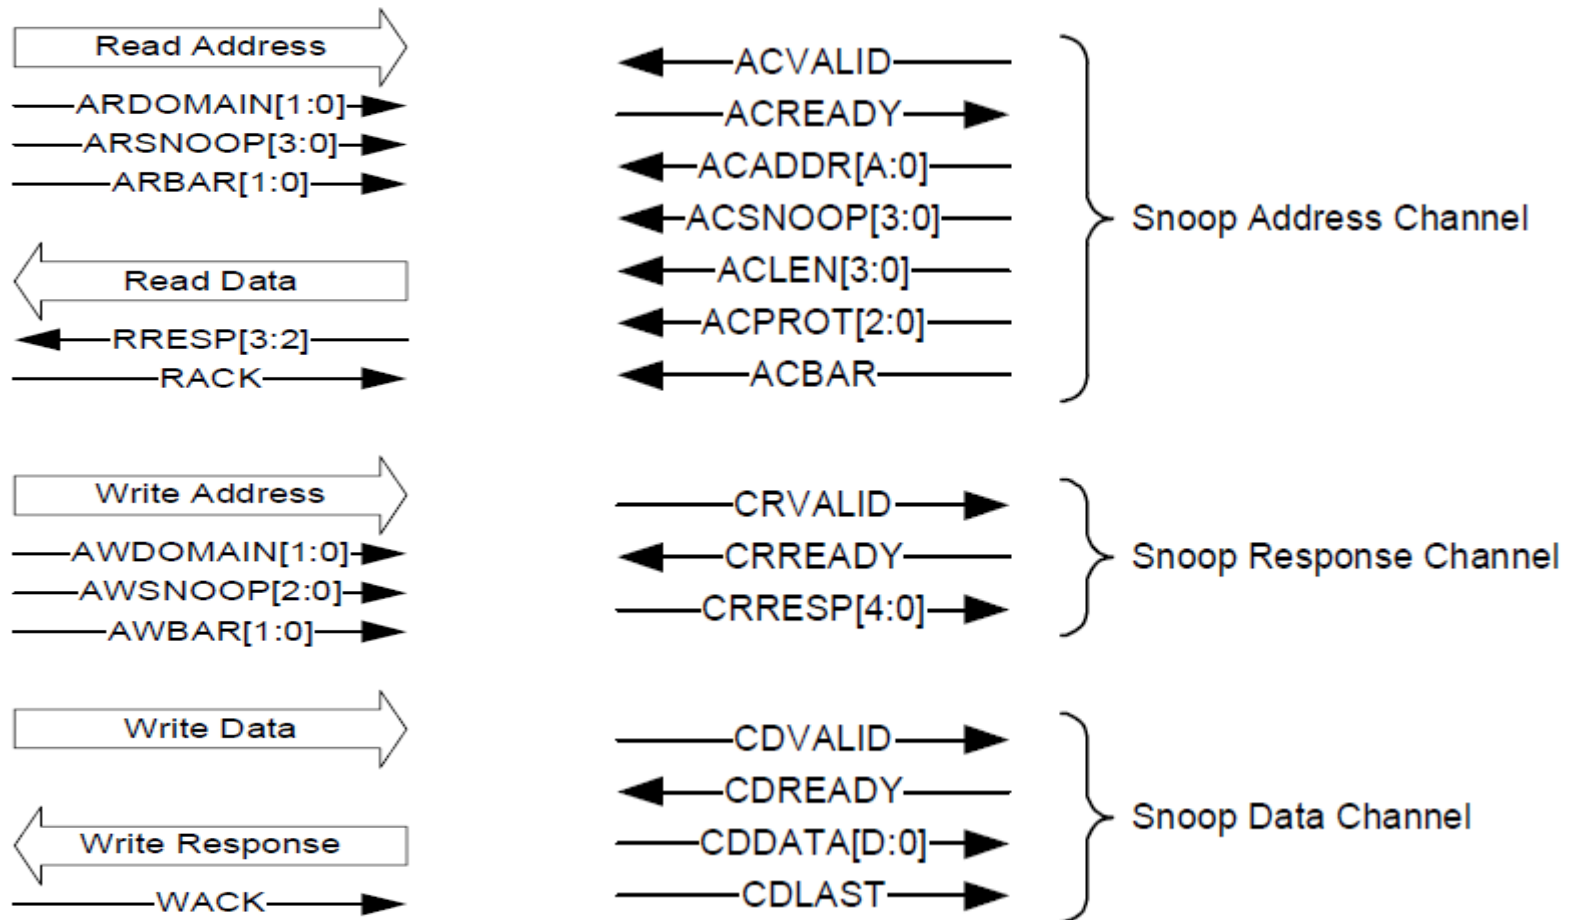 Read Address
ARDOMAIN[1:0]
ARSNOOP[3:0]
ARBAR[1:0]
Read Data
RRESP[3:2]
RACK
Write Address
AWDOMAIN[1:0]
AWSNOOP[2:0]
AWBAR[1:0]
Write Data
Write Response
WACK
ACVALID
ACREADY
ACADDR[A:0]
ACSNOOP[3:0]
ACLEN[3:0]
ACPROT[2:0]
ACBAR
Snoop Address Channel
CRVALID
CRREADY
CRRESP[4:0]
Snoop Response Channel
CDVALID
CDREADY
CDDATA[D:0]
CDLAST
Snoop Data Channel